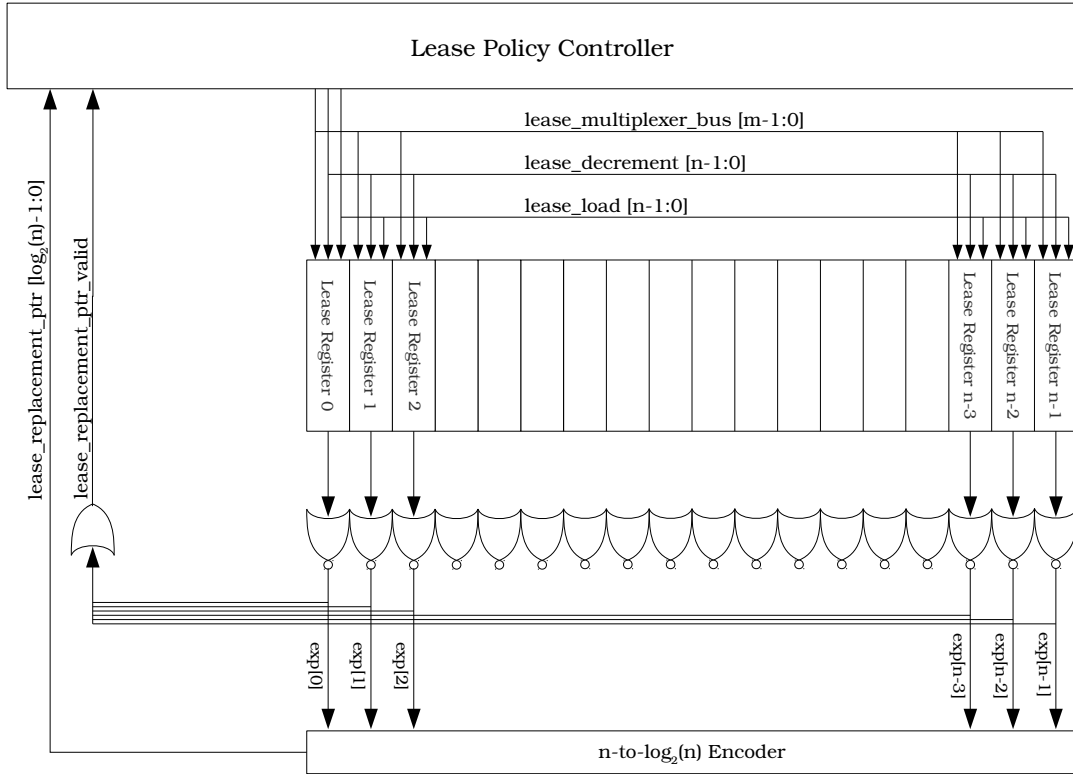 Lease Policy Controller
lease_multiplexer_bus [m-1:0]
lease_decrement [n-1:0]
lease_load [n-1:0]
lease_replacement_ptr [log₂(n)-1:0]
lease_replacement_ptr_valid
Lease Register 0
Lease Register 1
Lease Register 2
Lease Register n-3
Lease Register n-2
Lease Register n-1
exp[0]
exp[1]
exp[2]
exp[n-3]
exp[n-2]
exp[n-1]
n-to-log₂(n) Encoder